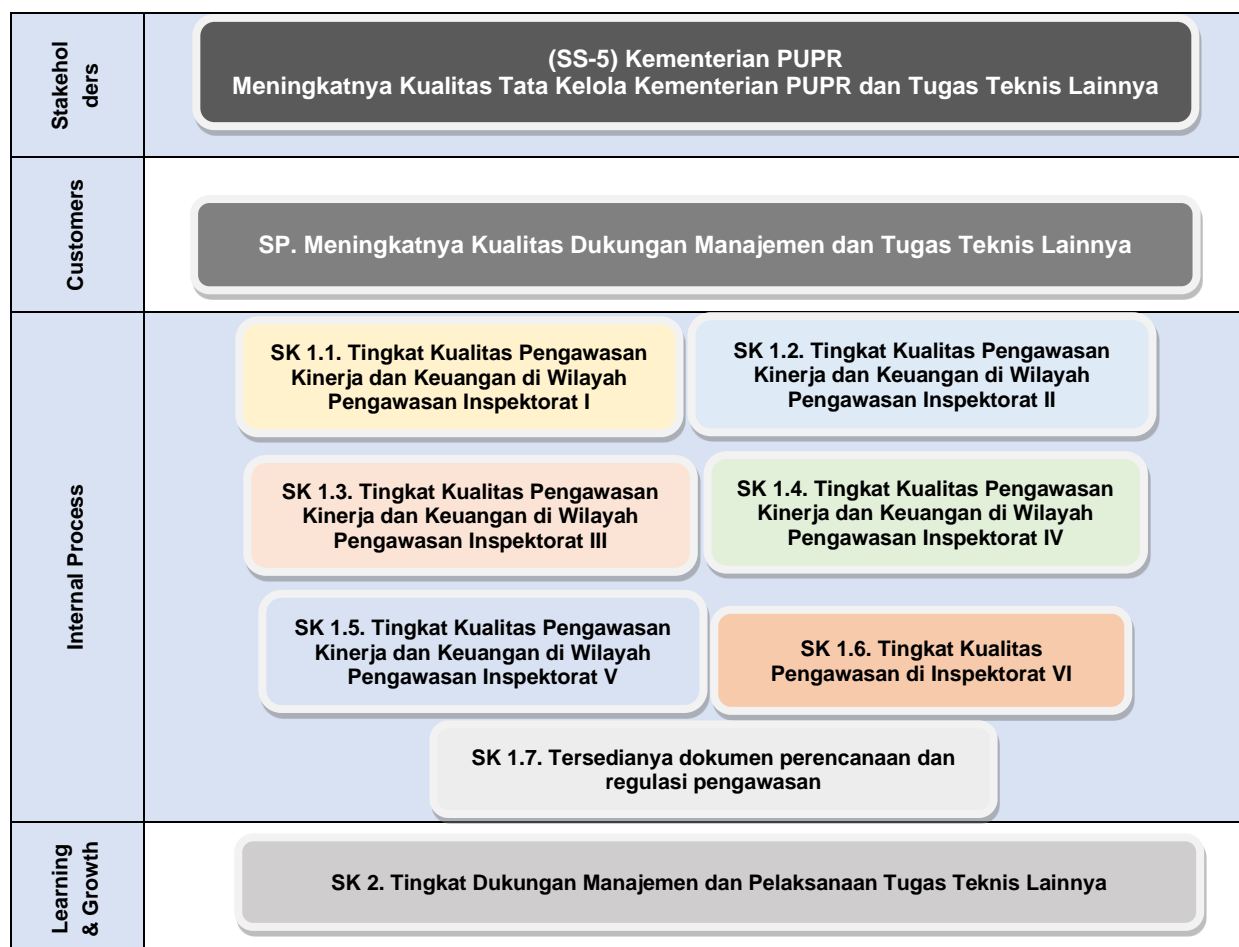 Stakehol
ders
(SS-5) Kementerian PUPR
Meningkatnya Kualitas Tata Kelola Kementerian PUPR dan Tugas Teknis Lainnya
Customers
SP. Meningkatnya Kualitas Dukungan Manajemen dan Tugas Teknis Lainnya
Internal Process
SK 1.1. Tingkat Kualitas Pengawasan
Kinerja dan Keuangan di Wilayah
Pengawasan Inspektorat I
SK 1.2. Tingkat Kualitas Pengawasan
Kinerja dan Keuangan di Wilayah
Pengawasan Inspektorat II
SK 1.3. Tingkat Kualitas Pengawasan
Kinerja dan Keuangan di Wilayah
Pengawasan Inspektorat III
SK 1.4. Tingkat Kualitas Pengawasan
Kinerja dan Keuangan di Wilayah
Pengawasan Inspektorat IV
SK 1.5. Tingkat Kualitas Pengawasan
Kinerja dan Keuangan di Wilayah
Pengawasan Inspektorat V
SK 1.6. Tingkat Kualitas
Pengawasan di Inspektorat VI
SK 1.7. Tersedianya dokumen perencanaan dan
regulasi pengawasan
Learning
& Growth
SK 2. Tingkat Dukungan Manajemen dan Pelaksanaan Tugas Teknis Lainnya